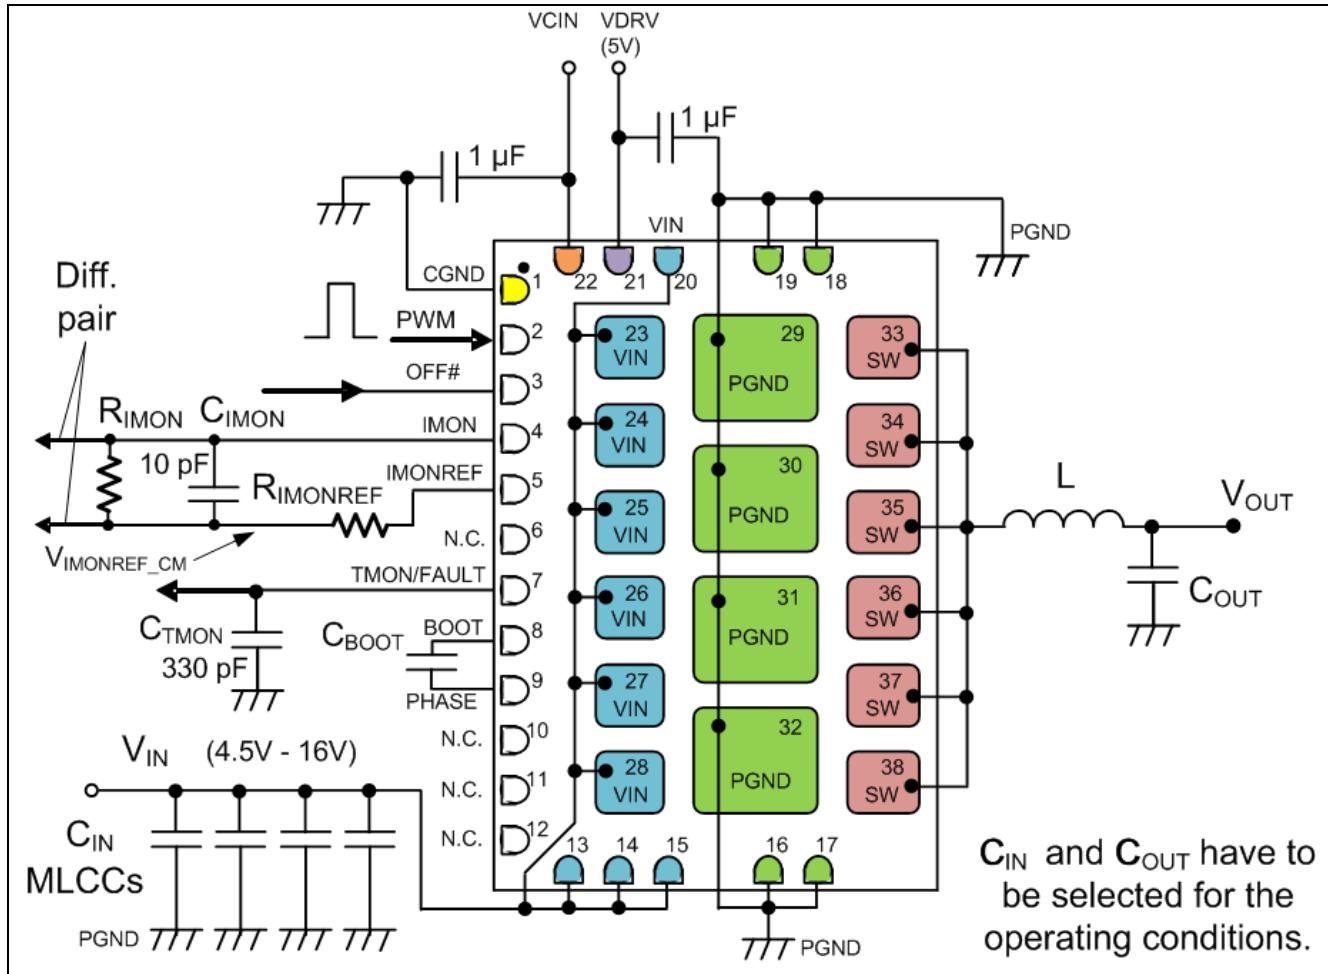 VCIN VDRV
(5V)
1 µF
1 µF
VIN
PGND
CGND
1
22
21
20
19
18
Diff.
pair
PWM
2
OFF#
3
RIMON CIMON
IMON
4
10 pF
IMONREF
5
RIMONREF
N.C.
6
VIMONREF_CM
TMON/FAULT
7
CTMON
330 pF
CBOOT
BOOT
8
PHASE
9
N.C.
10
N.C.
11
N.C.
12
VIN (4.5V - 16V)
CIN
MLCCs
PGND
23
VIN
24
VIN
25
VIN
26
VIN
27
VIN
28
VIN
29
PGND
30
PGND
31
PGND
32
PGND
33
SW
34
SW
35
SW
36
SW
37
SW
38
SW
L
VOUT
COUT
13
14
15
16
17
PGND
CIN and COUT have to
be selected for the
operating conditions.